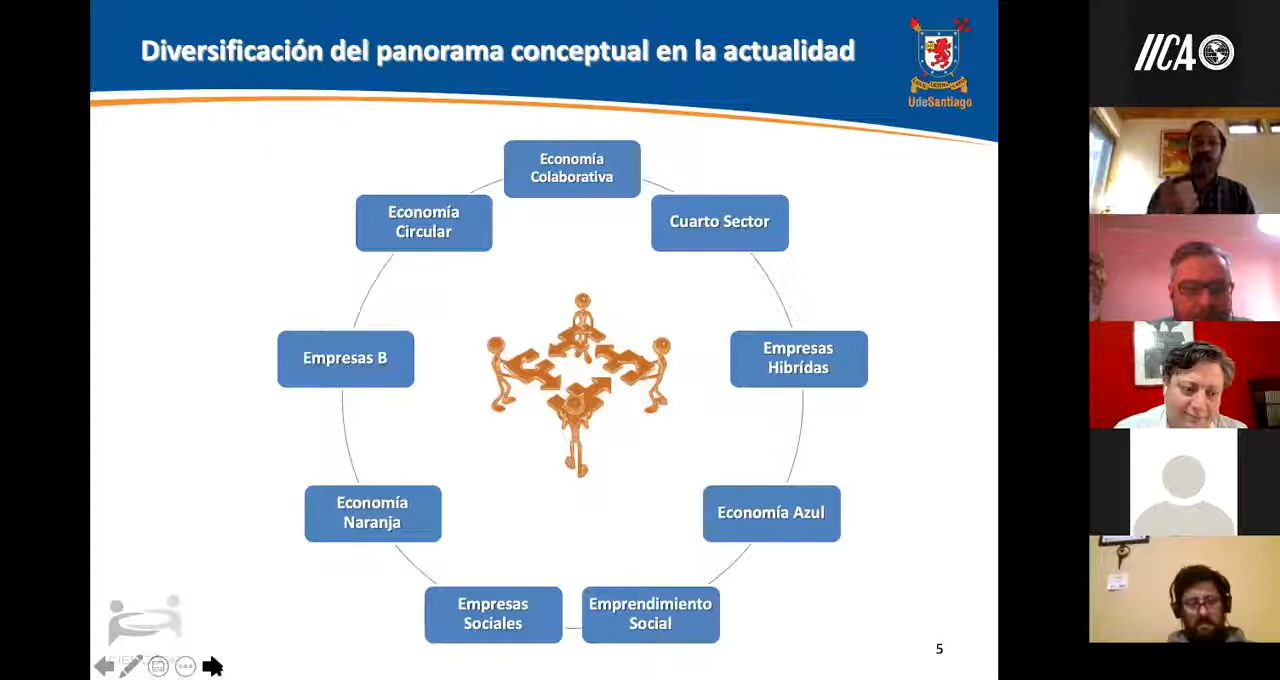 Diversificación del panorama conceptual en la actualidad
UdeSantiago
IICA
Economía
Colaborativa
Cuarto Sector
Empresas
Hibrídas
Economía Azul
Emprendimiento
Social
Empresas
Sociales
Economía
Naranja
Empresas B
Economía
Circular
5